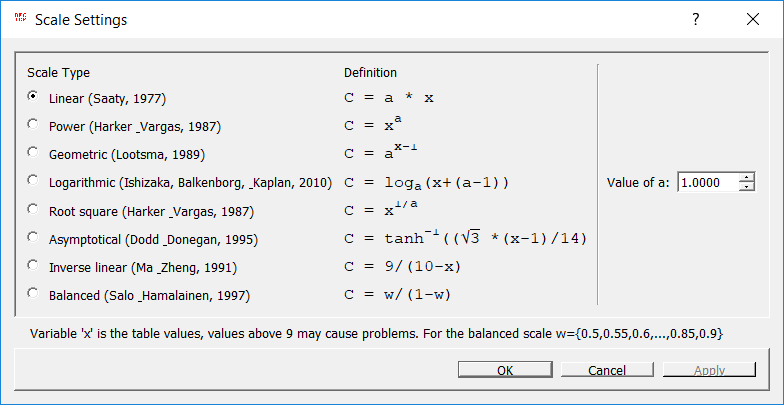 Scale Settings
Scale Type Definition
Linear (Saaty, 1977) C = a * x
Power (Harker _Vargas, 1987) C = x^a
Geometric (Lootsma, 1989) C = a^x-1
Logarithmic (Ishizaka, Balkenborg, _Kaplan, 2010) C = log_a(x+(a-1))
Value of a: 1.0000
Root square (Harker _Vargas, 1987) C = x^1/a
Asymptotical (Dodd _Donegan, 1995) C = tanh^-1((√3 *(x-1)/14)
Inverse linear (Ma _Zheng, 1991) C = 9/(10-x)
Balanced (Salo _Hamalainen, 1997) C = w/(1-w)
Variable 'x' is the table values, values above 9 may cause problems. For the balanced scale w={0.5,0.55,0.6,...,0.85,0.9}
OK Cancel Apply